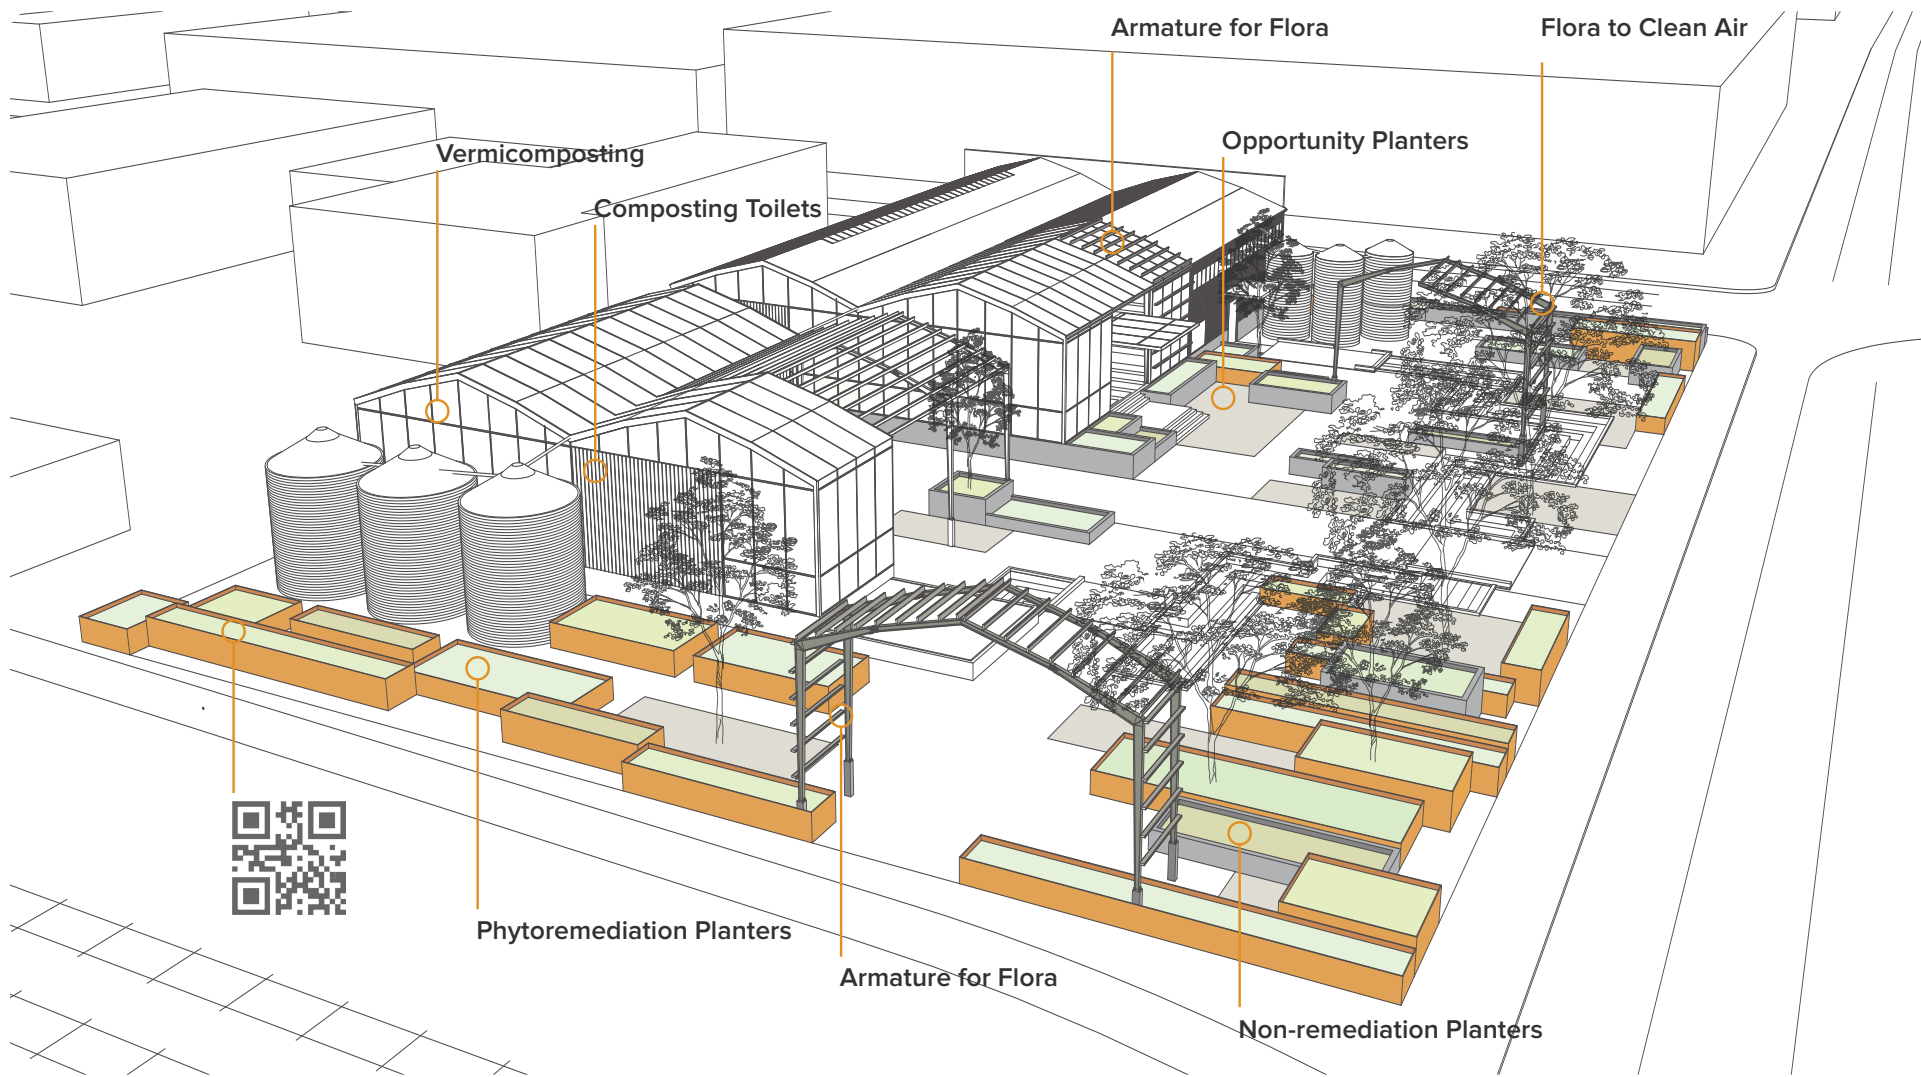 Armature for Flora
Flora to Clean Air
Opportunity Planters
Vermicomposting
Composting Toilets
Phytoremediation Planters
Armature for Flora
Non-remediation Planters